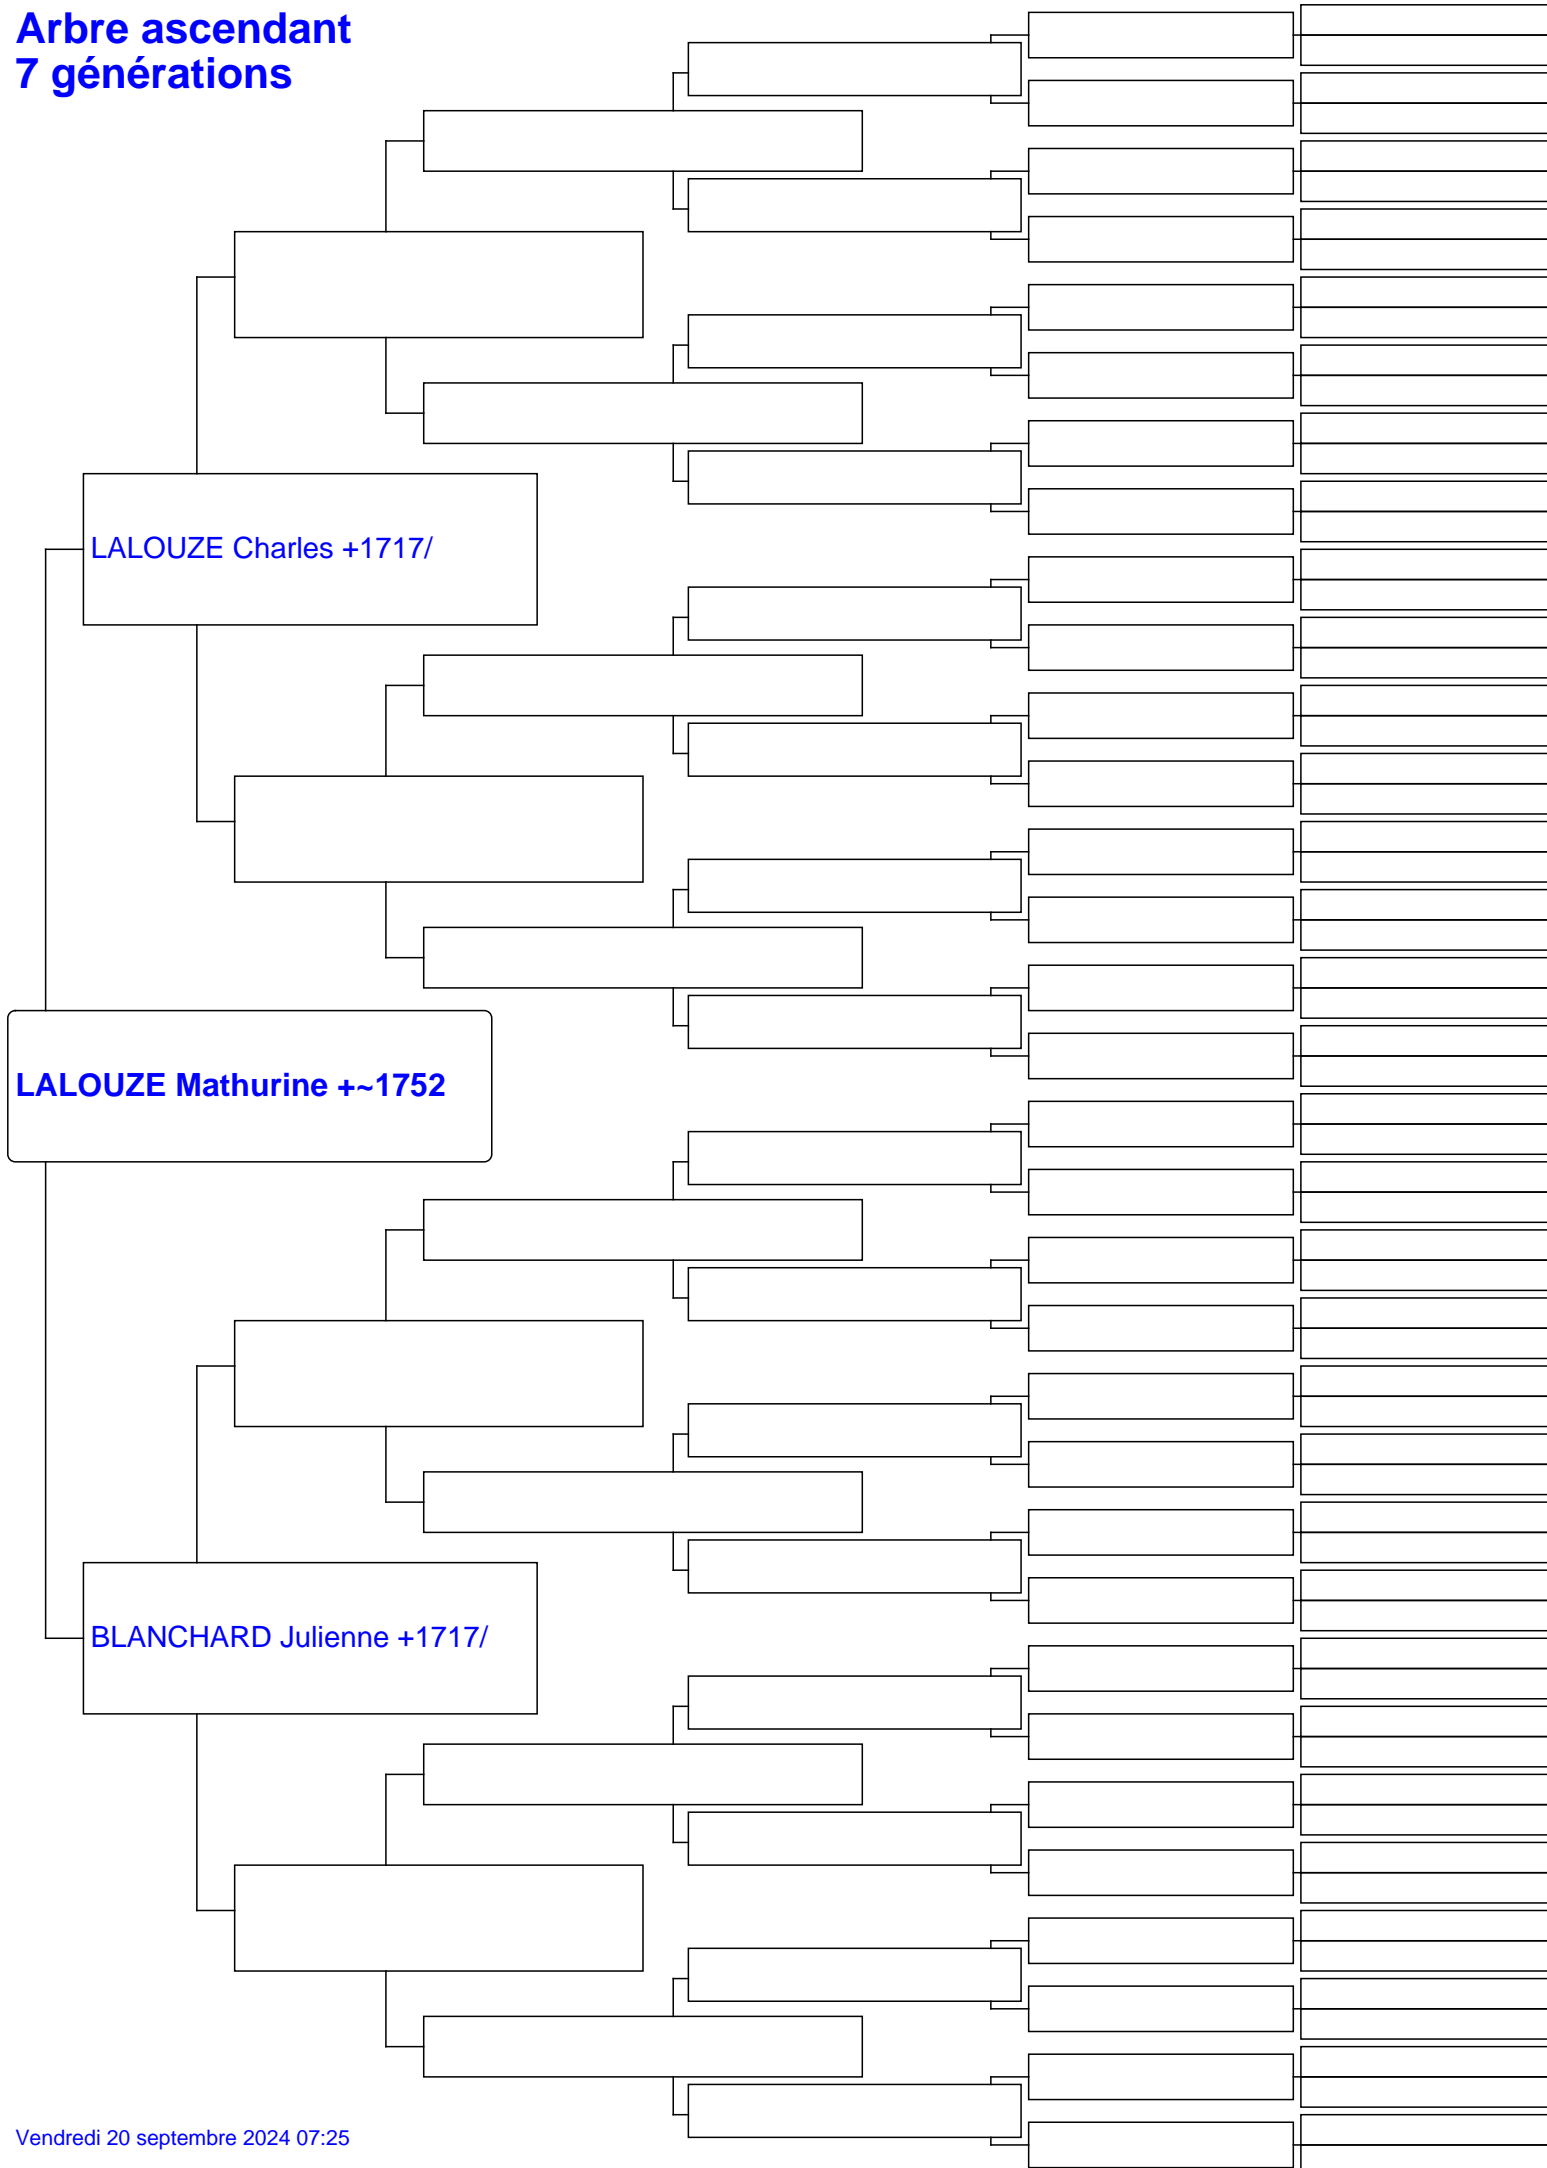 Arbre ascendant
7 générations
LALOUZE Charles +1717/
LALOUZE Mathurine +~1752
BLANCHARD Julienne +1717/
Vendredi 20 septembre 2024 07:25